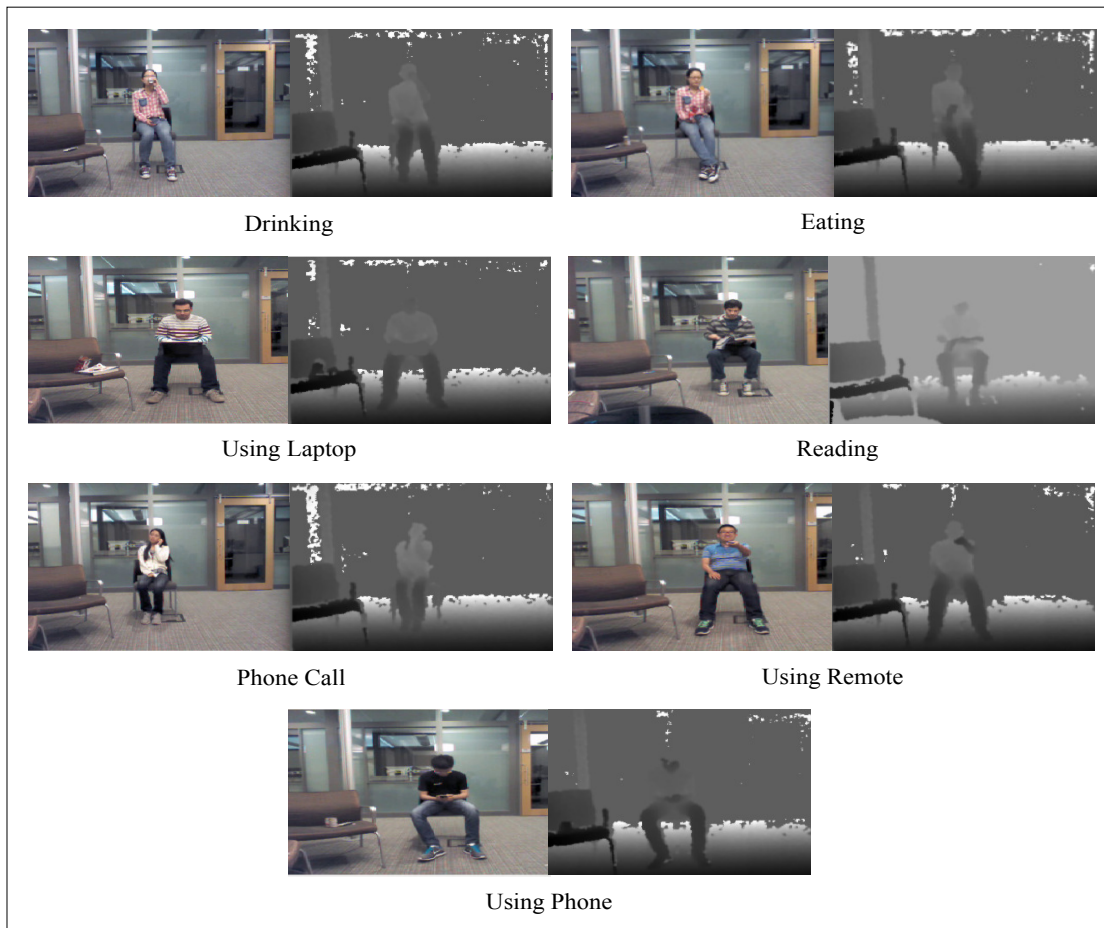 Drinking
Eating
Using Laptop
Reading
Phone Call
Using Remote
Using Phone